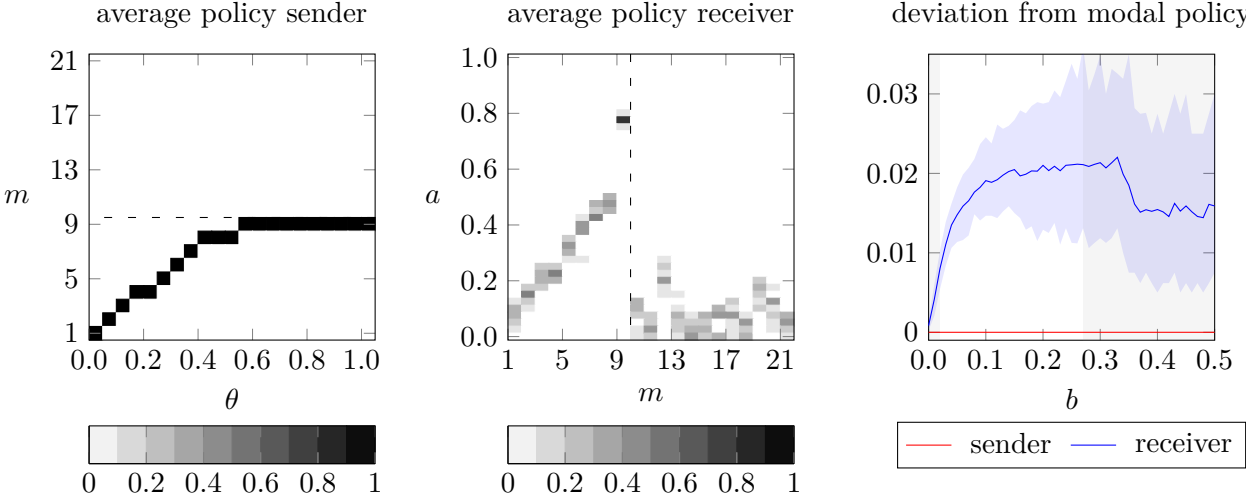 average policy sender
average policy receiver
deviation from modal policy
21
17
13
9
5
1
m
0.0 0.2 0.4 0.6 0.8 1.0
θ
0 0.2 0.4 0.6 0.8 1
1.0
0.8
0.6
0.4
0.2
0.0
a
1 5 9 13 17 21
m
0 0.2 0.4 0.6 0.8 1
0.03
0.02
0.01
0
0.0 0.1 0.2 0.3 0.4 0.5
b
sender receiver